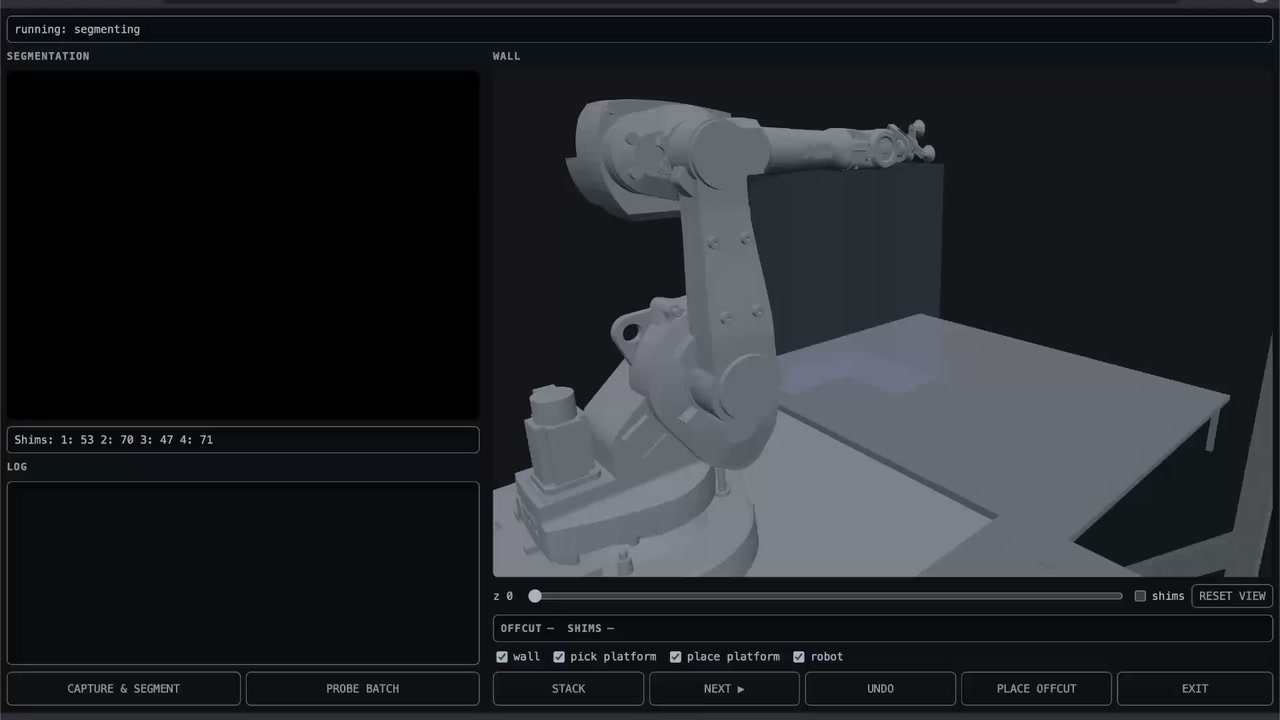 running: segmenting
SEGMENTATION
WALL
Shims: 1: 53 2: 70 3: 47 4: 71
LOG
z 0
shims
RESET VIEW
OFFCUT — SHIMS —
wall
pick platform
place platform
robot
CAPTURE & SEGMENT
PROBE BATCH
STACK
NEXT ▶
UNDO
PLACE OFFCUT
EXIT